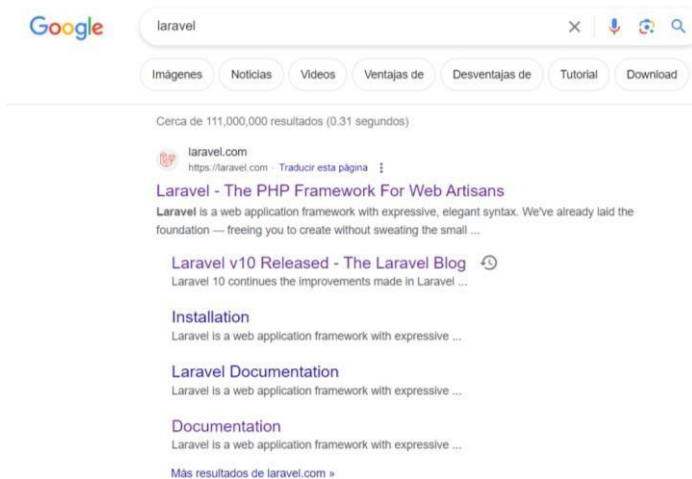 Google
laravel
Imágenes Noticias Videos Ventajas de Desventajas de Tutorial Download
Cerca de 111,000,000 resultados (0.31 segundos)
laravel.com
https://laravel.com · Traducir esta página
Laravel - The PHP Framework For Web Artisans
Laravel is a web application framework with expressive, elegant syntax. We've already laid the
foundation — freeing you to create without sweating the small ...
Laravel v10 Released - The Laravel Blog
Laravel 10 continues the improvements made in Laravel ...
Installation
Laravel is a web application framework with expressive ...
Laravel Documentation
Laravel is a web application framework with expressive ...
Documentation
Laravel is a web application framework with expressive ...
Más resultados de laravel.com »